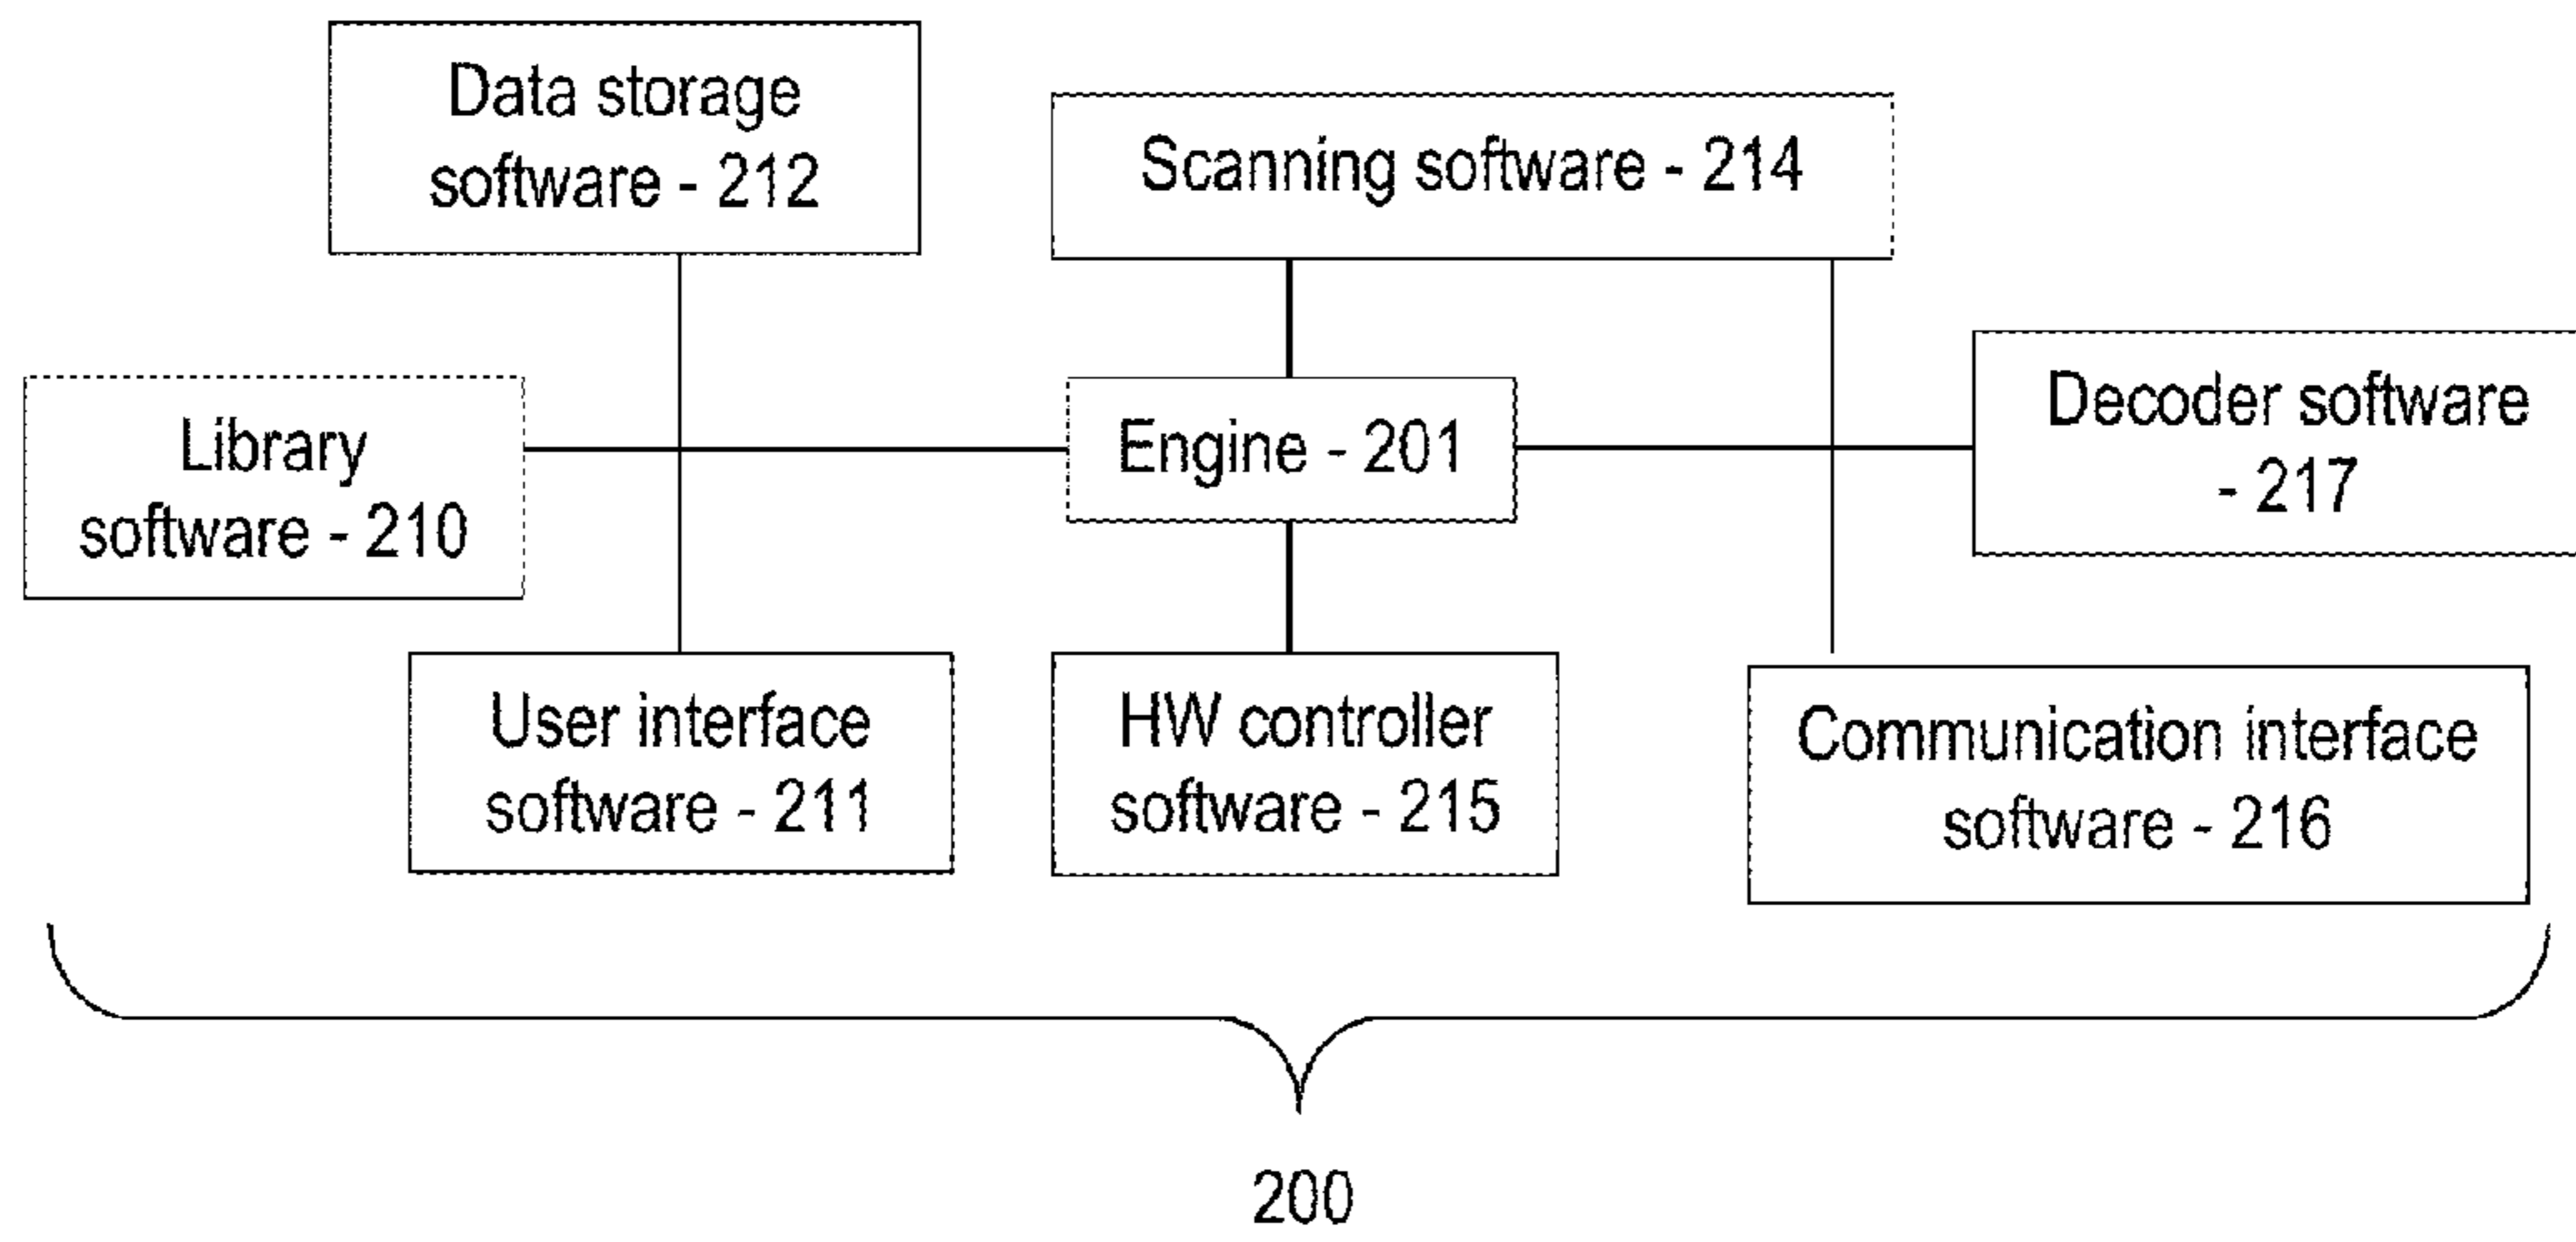 Data storage
software - 212
Scanning software - 214
Library
software - 210
Engine - 201
Decoder software
- 217
User interface
software - 211
HW controller
software - 215
Communication interface
software - 216
200